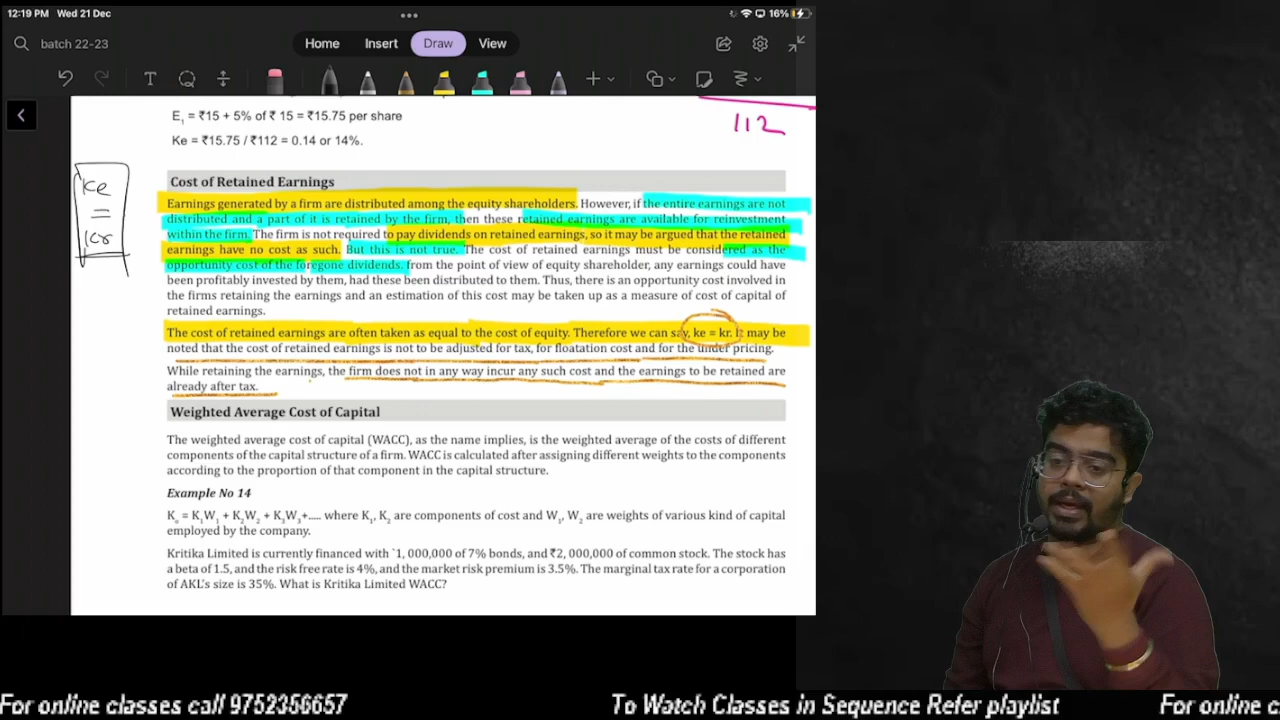 12:19 PM Wed 21 Dec
16%
batch 22-23
Home Insert Draw View
E1 = ₹15 + 5% of ₹ 15 = ₹15.75 per share
Ke = ₹15.75 / ₹112 = 0.14 or 14%.
112
Ke
=
Kr
Cost of Retained Earnings
Earnings generated by a firm are distributed among the equity shareholders. However, if the entire earnings are not
distributed and a part of it is retained by the firm, then these retained earnings are available for reinvestment
within the firm. The firm is not required to pay dividends on retained earnings, so it may be argued that the retained
earnings have no cost as such. But this is not true. The cost of retained earnings must be considered as the
opportunity cost of the foregone dividends. from the point of view of equity shareholder, any earnings could have
been profitably invested by them, had these been distributed to them. Thus, there is an opportunity cost involved in
the firms retaining the earnings and an estimation of this cost may be taken up as a measure of cost of capital of
retained earnings.
The cost of retained earnings are often taken as equal to the cost of equity. Therefore we can say, ke = kr. It may be
noted that the cost of retained earnings is not to be adjusted for tax, for floatation cost and for the under pricing.
While retaining the earnings, the firm does not in any way incur any such cost and the earnings to be retained are
already after tax.
Weighted Average Cost of Capital
The weighted average cost of capital (WACC), as the name implies, is the weighted average of the costs of different
components of the capital structure of a firm. WACC is calculated after assigning different weights to the components
according to the proportion of that component in the capital structure.
Example No 14
Ko = K1W1 + K2W2 + K3W3+..... where K1, K2 are components of cost and W1, W2 are weights of various kind of capital
employed by the company.
Kritika Limited is currently financed with `1, 000,000 of 7% bonds, and ₹2, 000,000 of common stock. The stock has
a beta of 1.5, and the risk free rate is 4%, and the market risk premium is 3.5%. The marginal tax rate for a corporation
of AKL's size is 35%. What is Kritika Limited WACC?
For online classes call 9752356657 To Watch Classes in Sequence Refer playlist For online c